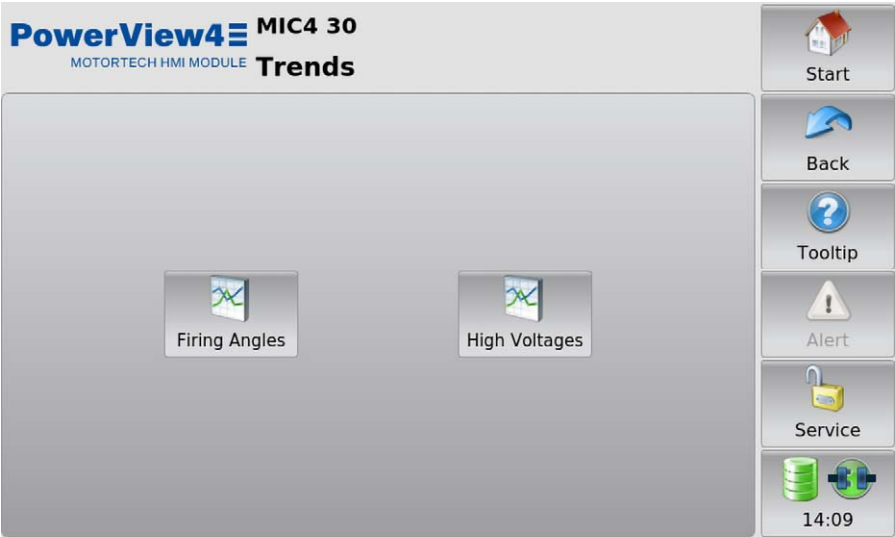 PowerView4
MIC4 30
MOTORTECH HMI MODULE
Trends
Firing Angles
High Voltages
Start
Back
Tooltip
Alert
Service
14:09